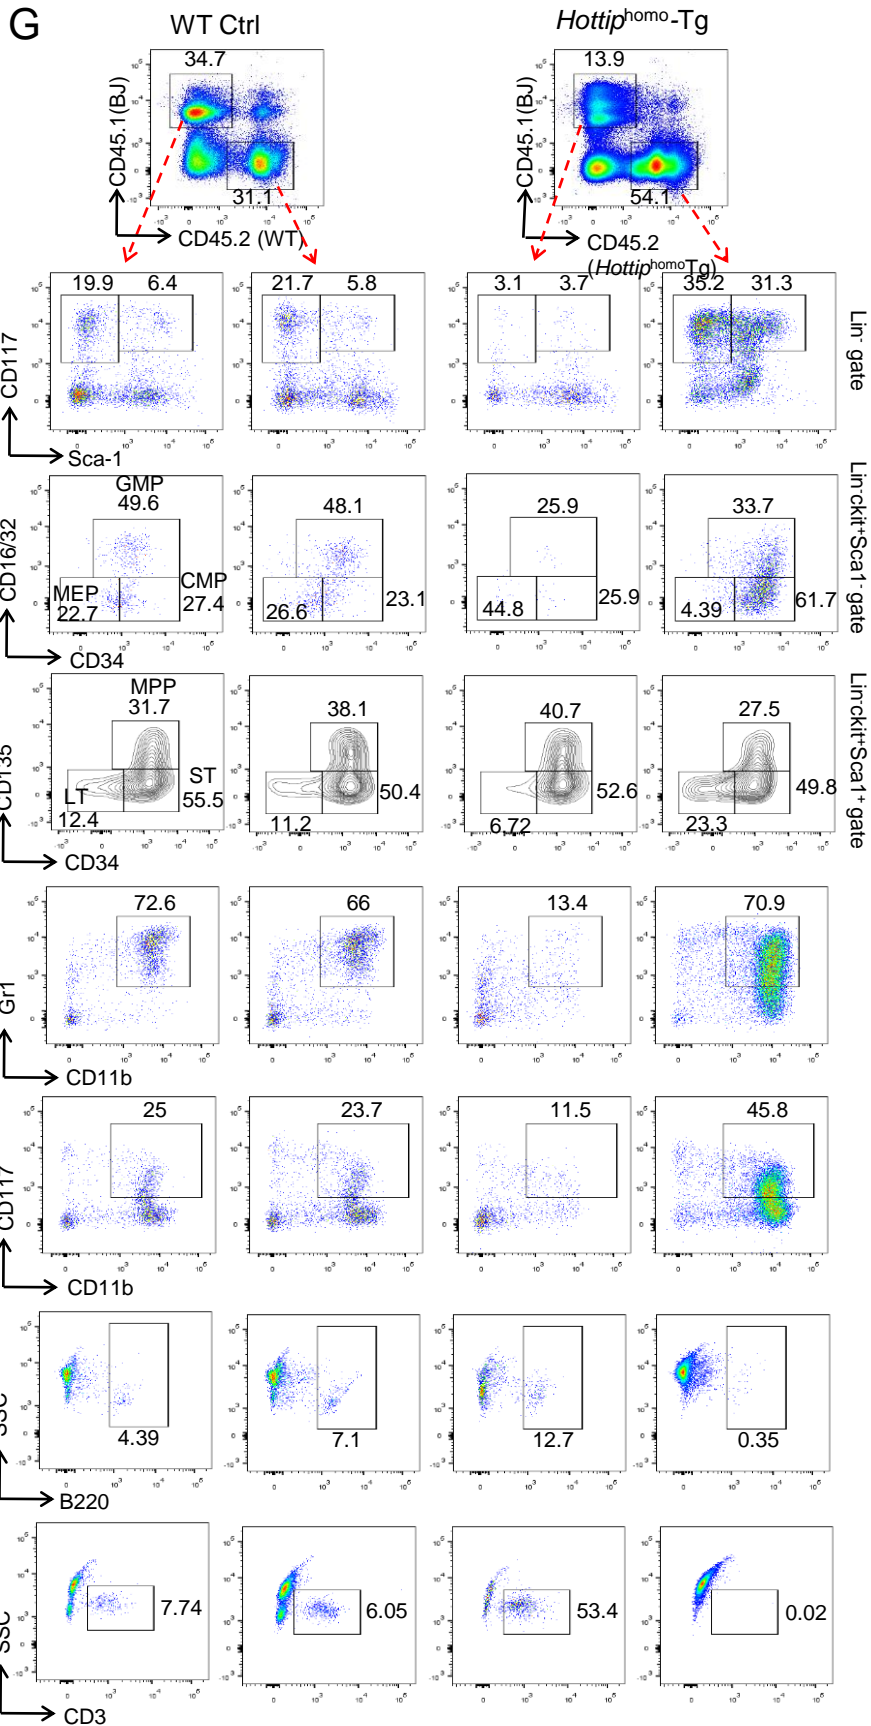 G
WT Ctrl
Hottip^homo-Tg
34.7
13.9
CD45.1(BJ)
CD45.1(BJ)
31.1
54.1
CD45.2 (WT)
CD45.2
(Hottip^homoTg)
19.9 6.4
21.7 5.8
3.1 3.7
35.2 31.3
CD117
Sca-1
Lin⁻ gate
GMP
49.6
48.1
25.9
33.7
CD16/32
MEP
22.7
CMP
27.4
26.6
23.1
44.8
25.9
4.39
61.7
CD34
Lin⁻ckit⁺Sca1⁻ gate
MPP
31.7
38.1
40.7
27.5
CD135
LT
12.4
ST
55.5
11.2
50.4
6.72
52.6
23.3
49.8
CD34
Lin⁻ckit⁺Sca1⁺ gate
72.6
66
13.4
70.9
Gr1
CD11b
25
23.7
11.5
45.8
CD117
CD11b
SSC
4.39
7.1
12.7
0.35
B220
SSC
7.74
6.05
53.4
0.02
CD3